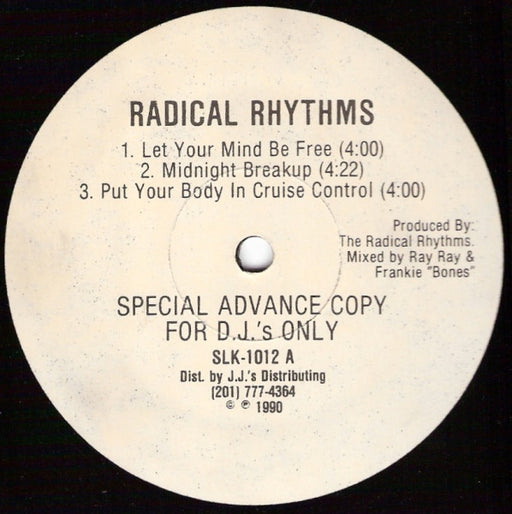 RADICAL RHYTHMS
1. Let Your Mind Be Free (4:00)
2. Midnight Breakup (4:22)
3. Put Your Body In Cruise Control (4:00)
Produced By:
The Radical Rhythms.
Mixed by Ray Ray &
Frankie "Bones"
SPECIAL ADVANCE COPY
FOR D.J.'s ONLY
SLK-1012 A
Dist. by J.J.'s Distributing
(201) 777-4364
© ℗ 1990